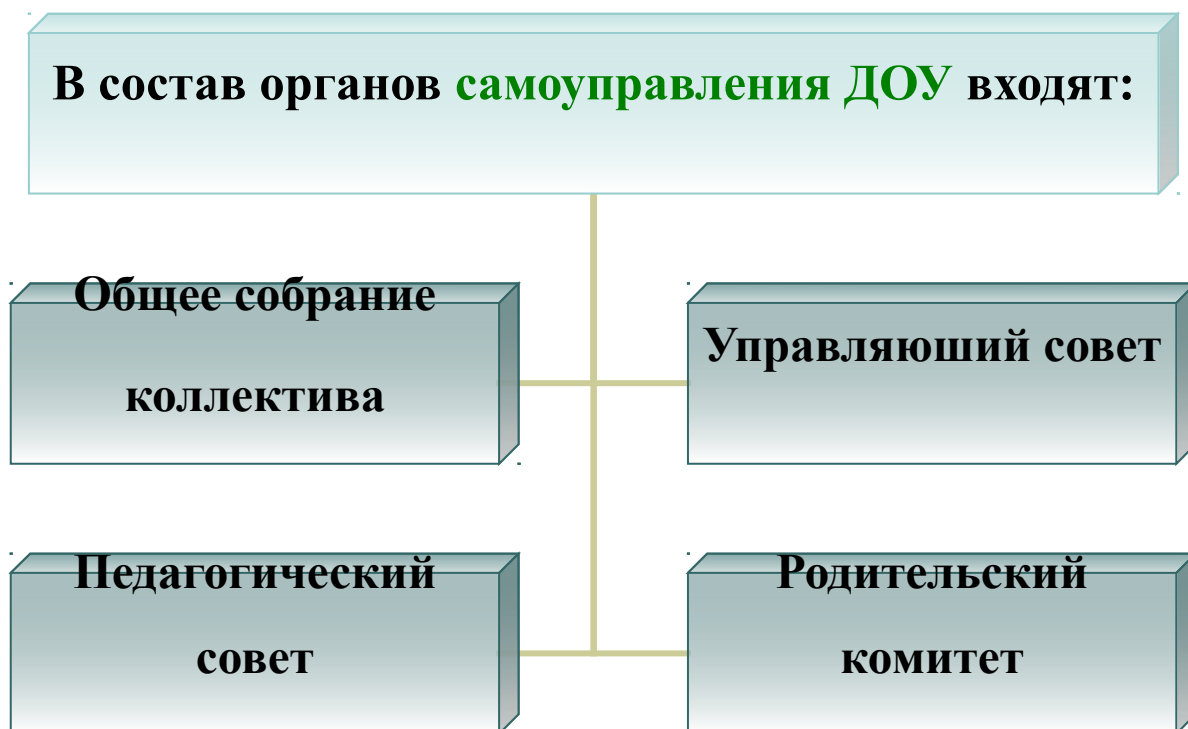 В состав органов самоуправления ДОУ входят:
Общее собрание
коллектива
Управляюший совет
Педагогический
совет
Родительский
комитет